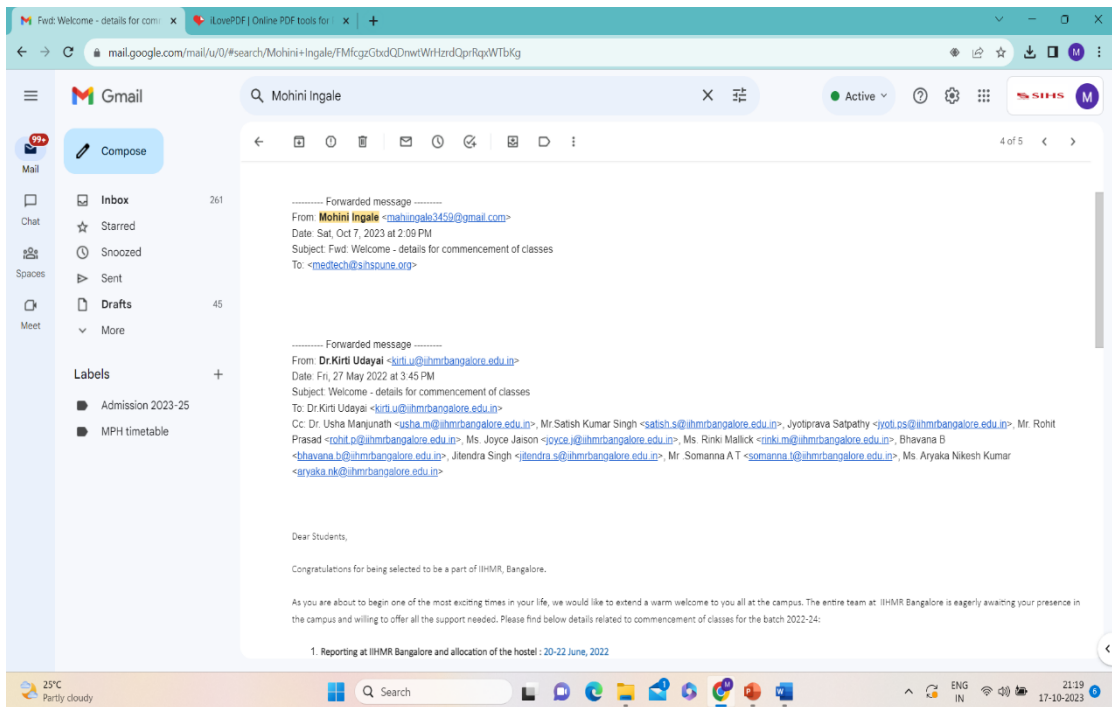 Fwd: Welcome - details for com
iLovePDF | Online PDF tools for
mail.google.com/mail/u/0/#search/Mohini+Ingale/FMfcgzGtxdQDnwtWrHzrdQprRqxWTbKg
M
Gmail
Mohini Ingale
Active
SIHS
M
99+
Mail
Compose
4 of 5
Chat
Spaces
Meet
Inbox 261
Starred
Snoozed
Sent
Drafts 45
More
Labels
Admission 2023-25
MPH timetable
---------- Forwarded message ---------
From: Mohini Ingale <mahiingale3459@gmail.com>
Date: Sat, Oct 7, 2023 at 2:09 PM
Subject: Fwd: Welcome - details for commencement of classes
To: <medtech@sihspune.org>
---------- Forwarded message ---------
From: Dr.Kirti Udayai <kirti.u@iihmrbangalore.edu.in>
Date: Fri, 27 May 2022 at 3:45 PM
Subject: Welcome - details for commencement of classes
To: Dr.Kirti Udayai <kirti.u@iihmrbangalore.edu.in>
Cc: Dr. Usha Manjunath <usha.m@iihmrbangalore.edu.in>, Mr.Satish Kumar Singh <satish.s@iihmrbangalore.edu.in>, Jyotiprava Satpathy <jyoti.ps@iihmrbangalore.edu.in>, Mr. Rohit
Prasad <rohit.p@iihmrbangalore.edu.in>, Ms. Joyce Jaison <joyce.j@iihmrbangalore.edu.in>, Ms. Rinki Mallick <rinki.m@iihmrbangalore.edu.in>, Bhavana B
<bhavana.b@iihmrbangalore.edu.in>, Jitendra Singh <jitendra.s@iihmrbangalore.edu.in>, Mr .Somanna A T <somanna.t@iihmrbangalore.edu.in>, Ms. Aryaka Nikesh Kumar
<aryaka.nk@iihmrbangalore.edu.in>
Dear Students,
Congratulations for being selected to be a part of IIHMR, Bangalore.
As you are about to begin one of the most exciting times in your life, we would like to extend a warm welcome to you all at the campus. The entire team at IIHMR Bangalore is eagerly awaiting your presence in
the campus and willing to offer all the support needed. Please find below details related to commencement of classes for the batch 2022-24:
1. Reporting at IIHMR Bangalore and allocation of the hostel : 20-22 June, 2022
25°C
Partly cloudy
Search
ENG
IN
21:19
17-10-2023
6